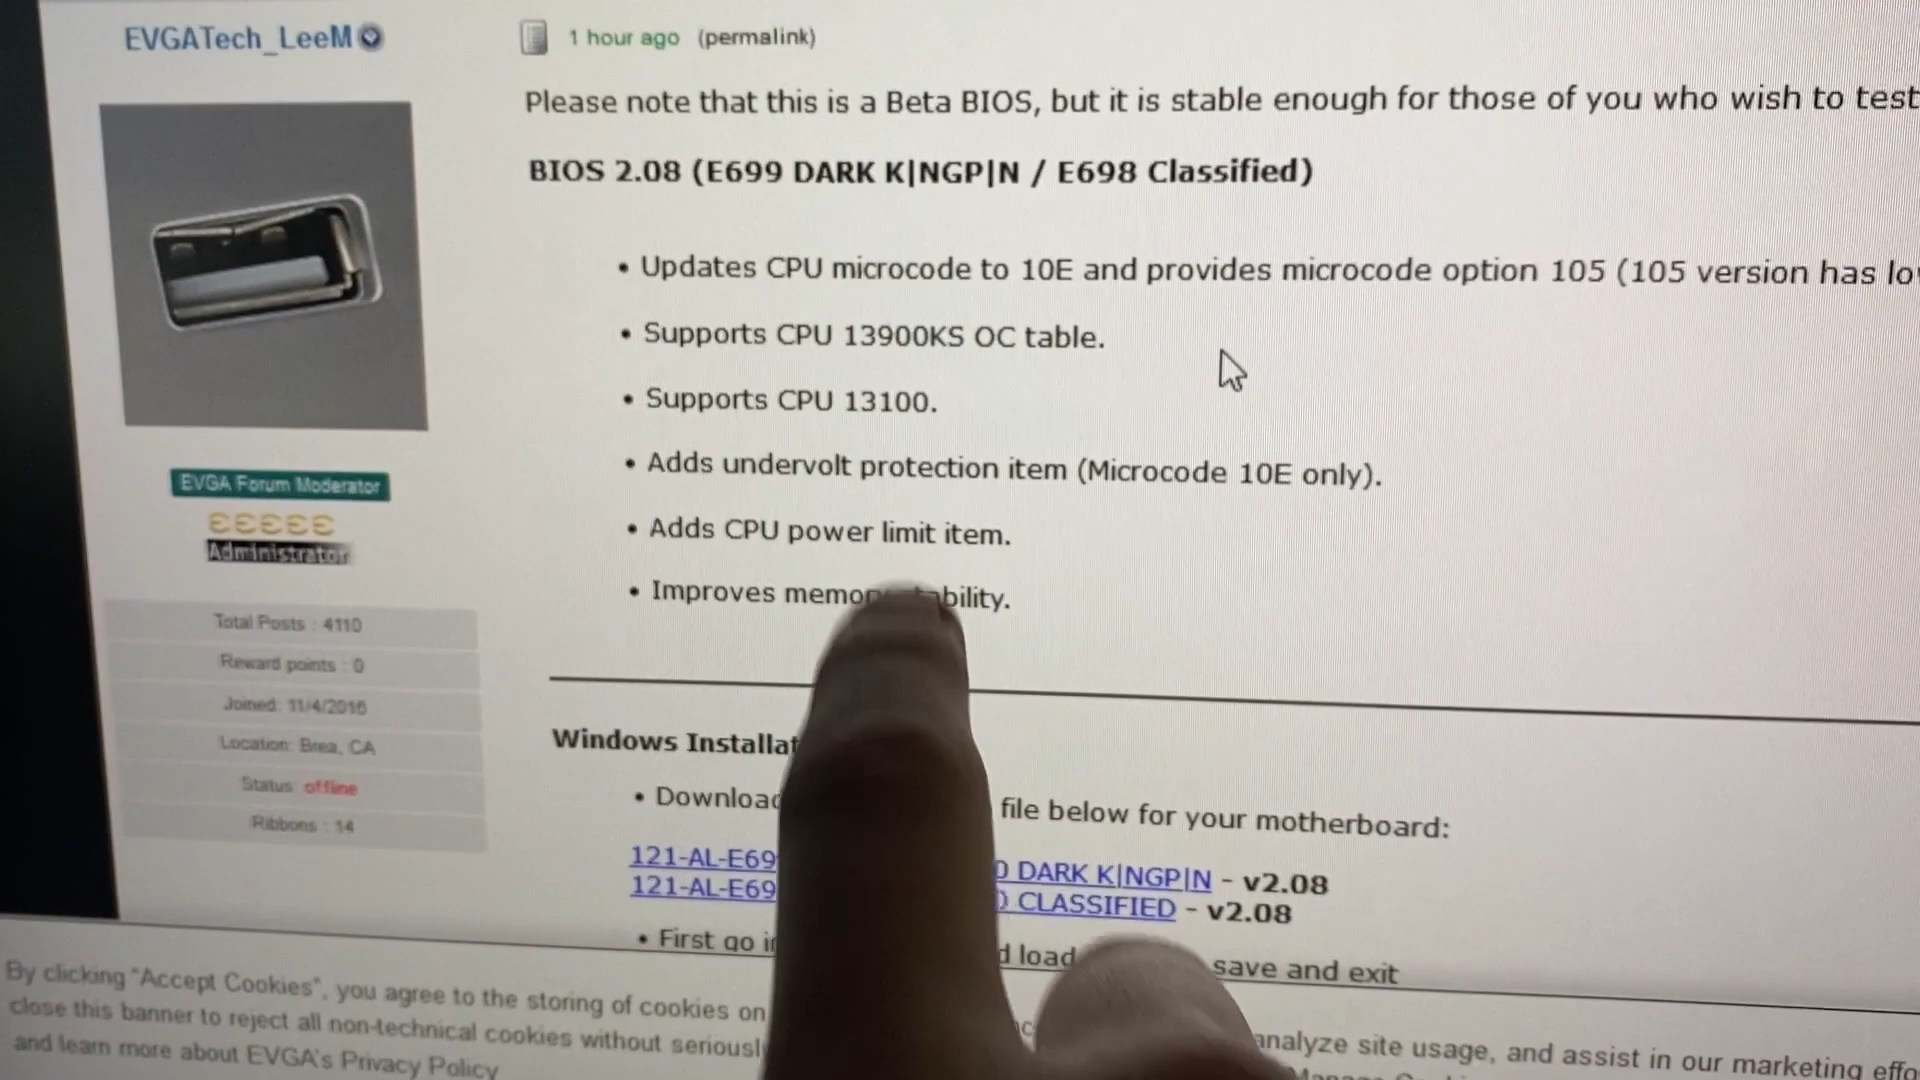 EVGATech_LeeM
1 hour ago (permalink)
Please note that this is a Beta BIOS, but it is stable enough for those of you who wish to test
BIOS 2.08 (E699 DARK K|NGP|N / E698 Classified)
• Updates CPU microcode to 10E and provides microcode option 105 (105 version has
• Supports CPU 13900KS OC table.
• Supports CPU 13100.
• Adds undervolt protection item (Microcode 10E only).
• Adds CPU power limit item.
• Improves
EVGA Forum Moderator
Administrator
Total Posts : 4110
Reward points : 0
Joined: 11/4/2016
Location: Brea, CA
Status: offline
Ribbons : 14
Windows
• file below for your motherboard:
121-AL-E69 DARK K|NGP|N - v2.08
121-AL-E69 CLASSIFIED - v2.08
• First go load save and exit
By clicking "Accept Cookies", you agree to the storing of cookies on
close this banner to reject all non-technical cookies without analyze site usage, and assist in our marketing
and learn more about EVGA's Privacy Policy